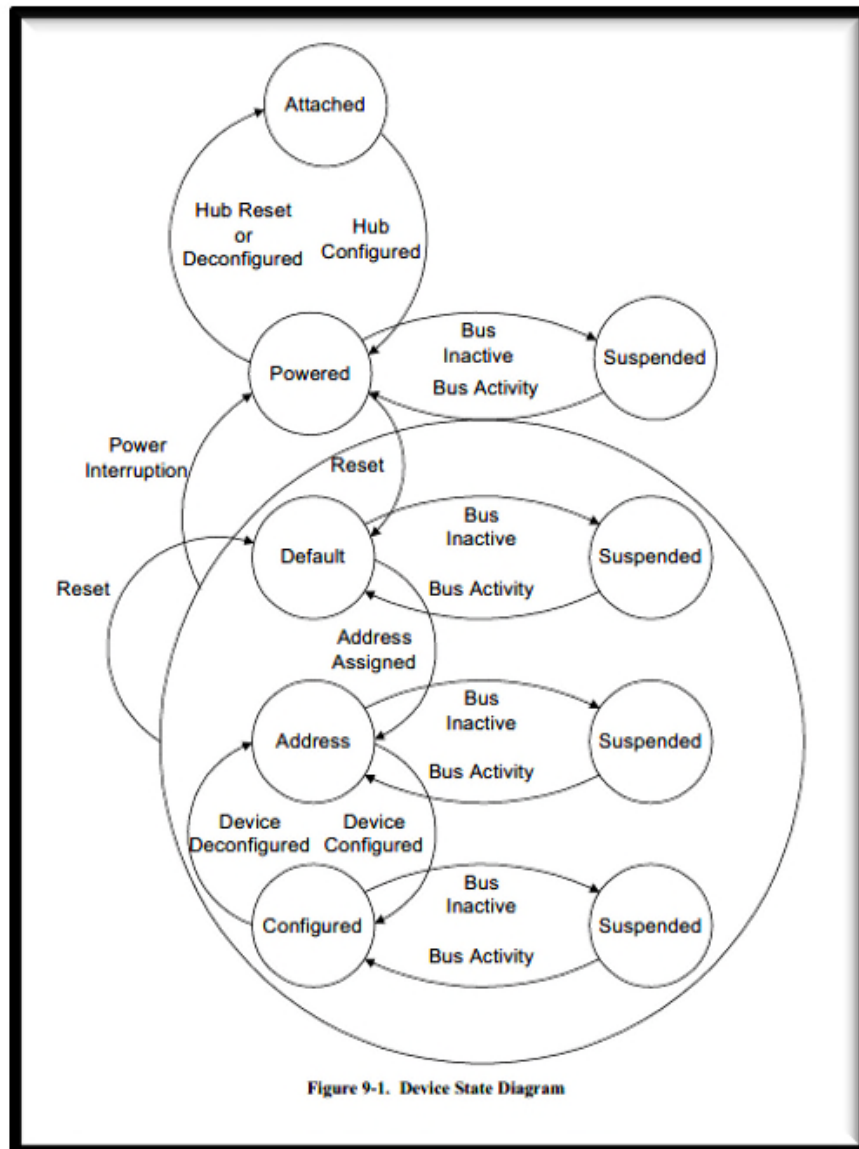 Attached
Hub Reset
or
Deconfigured
Hub
Configured
Powered
Bus
Inactive
Bus Activity
Suspended
Power
Interruption
Reset
Default
Bus
Inactive
Bus Activity
Suspended
Reset
Address
Assigned
Address
Bus
Inactive
Bus Activity
Suspended
Device
Deconfigured
Device
Configured
Configured
Bus
Inactive
Bus Activity
Suspended
Figure 9-1. Device State Diagram